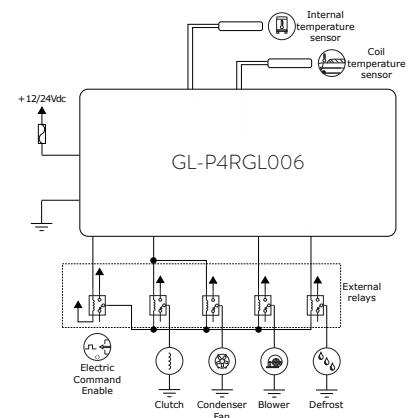 Internal
temperature
sensor
Coil
temperature
sensor
+12/24Vdc
GL-P4RGL006
External
relays
Electric
Command
Enable
Clutch
Condenser
Fan
Blower
Defrost